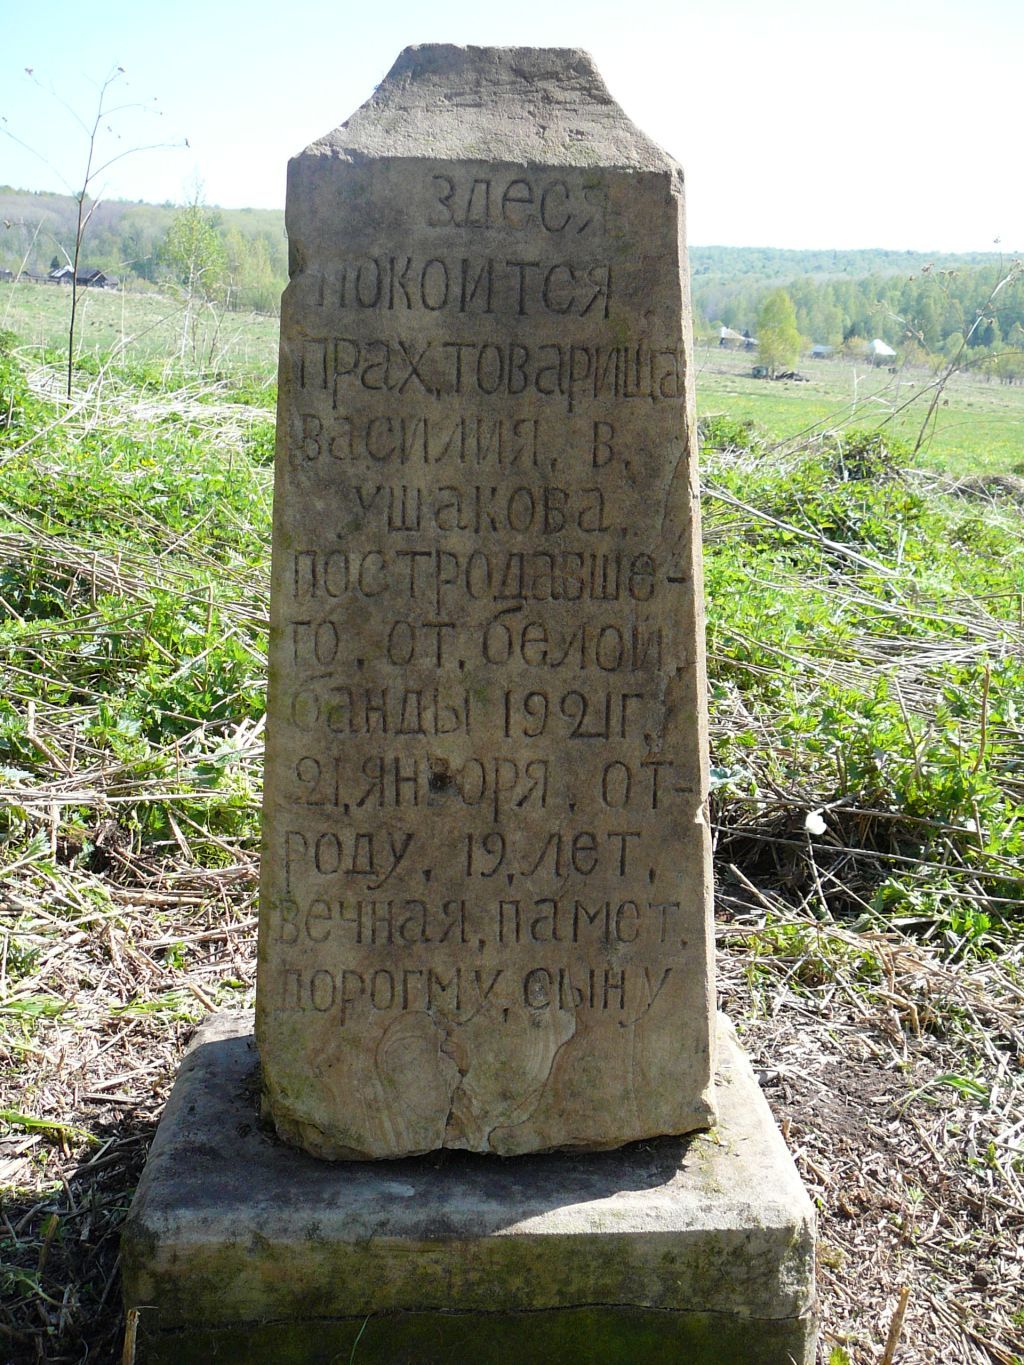 здеся
покоится
прах, товарища
василия. в.
ушакова.
постродавше-
го, от, белой,
банды 1921г,
21, января. от-
роду, 19, лет,
вечная, памет.
дорогму, сыну